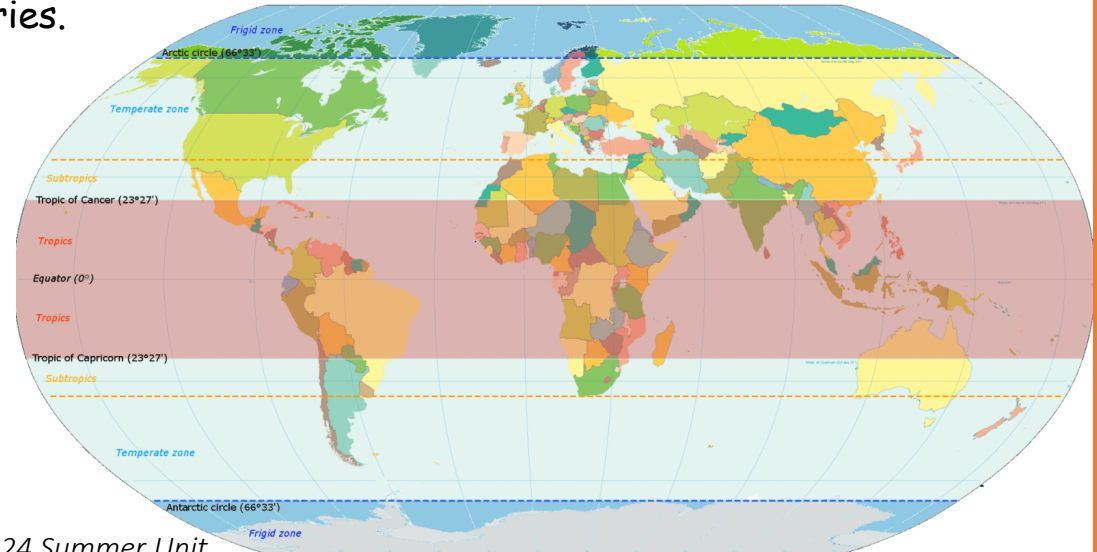 ries.
Frigid zone
Arctic circle (66°33')
Temperate zone
Subtropics
Tropic of Cancer (23°27')
Tropics
Equator (0°)
Tropics
Tropic of Capricorn (23°27')
Subtropics
Temperate zone
Antarctic circle (66°33')
Frigid zone
24 Summer Unit